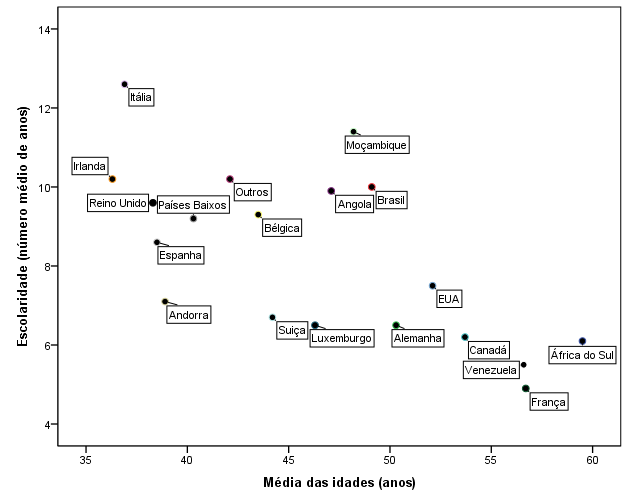 14
12
10
8
6
4
Escolaridade (número médio de anos)
Itália
Moçambique
Irlanda
Outros
Angola
Brasil
Reino Unido
Países Baixos
Bélgica
Espanha
Andorra
EUA
Suiça
Luxemburgo
Alemanha
Canadá
África do Sul
Venezuela
França
35
40
45
50
55
60
Média das idades (anos)